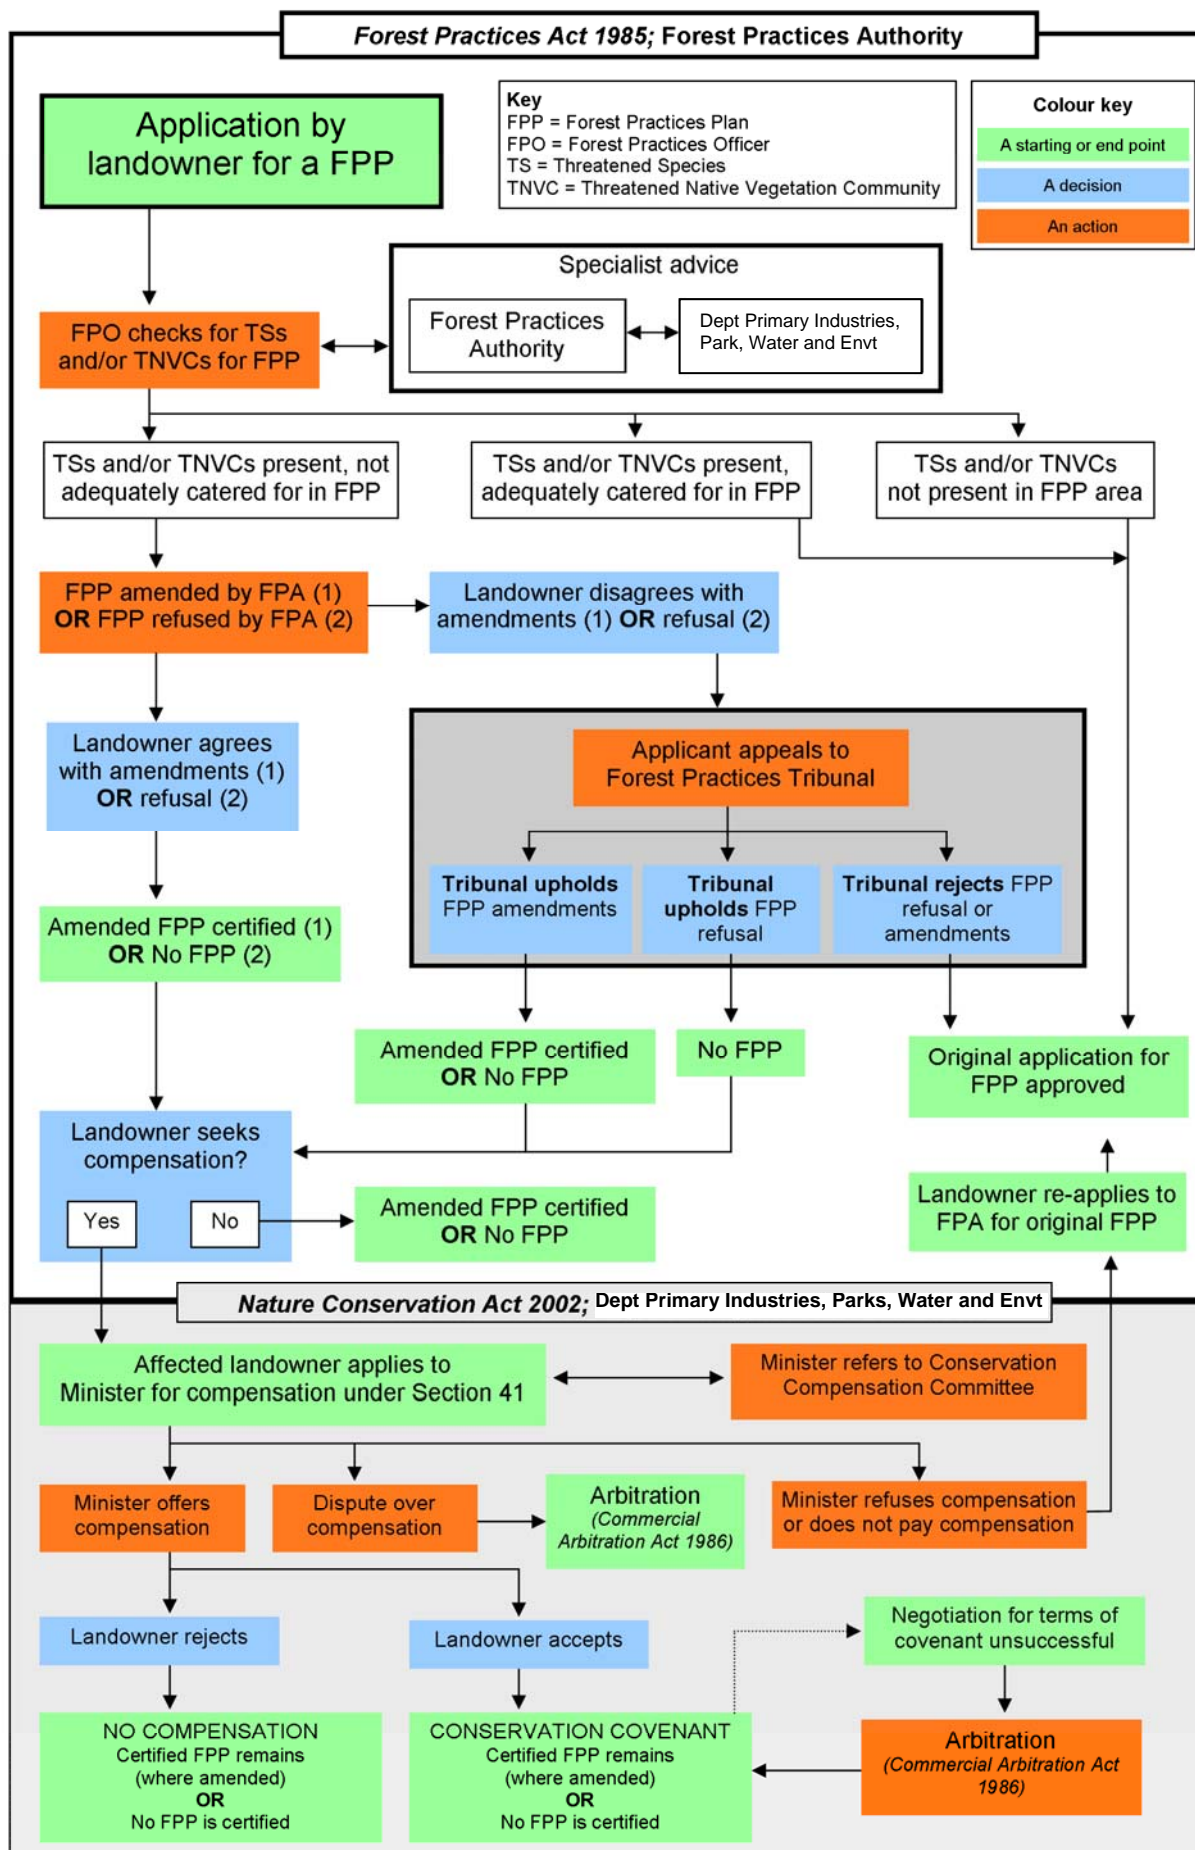 Forest Practices Act 1985; Forest Practices Authority
Application by
landowner for a FPP
Key
FPP = Forest Practices Plan
FPO = Forest Practices Officer
TS = Threatened Species
TNVC = Threatened Native Vegetation Community
Colour key
A starting or end point
A decision
An action
Specialist advice
Forest Practices
Authority
Dept Primary Industries,
Park, Water and Envt
FPO checks for TSs
and/or TNVCs for FPP
TSs and/or TNVCs present, not
adequately catered for in FPP
TSs and/or TNVCs present,
adequately catered for in FPP
TSs and/or TNVCs
not present in FPP area
FPP amended by FPA (1)
OR FPP refused by FPA (2)
Landowner disagrees with
amendments (1) OR refusal (2)
Landowner agrees
with amendments (1)
OR refusal (2)
Applicant appeals to
Forest Practices Tribunal
Tribunal upholds
FPP amendments
Tribunal
upholds FPP
refusal
Tribunal rejects FPP
refusal or
amendments
Amended FPP certified (1)
OR No FPP (2)
Amended FPP certified
OR No FPP
No FPP
Original application for
FPP approved
Landowner seeks
compensation?
Yes
No
Amended FPP certified
OR No FPP
Landowner re-applies to
FPA for original FPP
Nature Conservation Act 2002; Dept Primary Industries, Parks, Water and Envt
Affected landowner applies to
Minister for compensation under Section 41
Minister refers to Conservation
Compensation Committee
Minister offers
compensation
Dispute over
compensation
Arbitration
(Commercial
Arbitration Act 1986)
Minister refuses compensation
or does not pay compensation
Landowner rejects
Landowner accepts
Negotiation for terms of
covenant unsuccessful
NO COMPENSATION
Certified FPP remains
(where amended)
OR
No FPP is certified
CONSERVATION COVENANT
Certified FPP remains
(where amended)
OR
No FPP is certified
Arbitration
(Commercial Arbitration Act
1986)